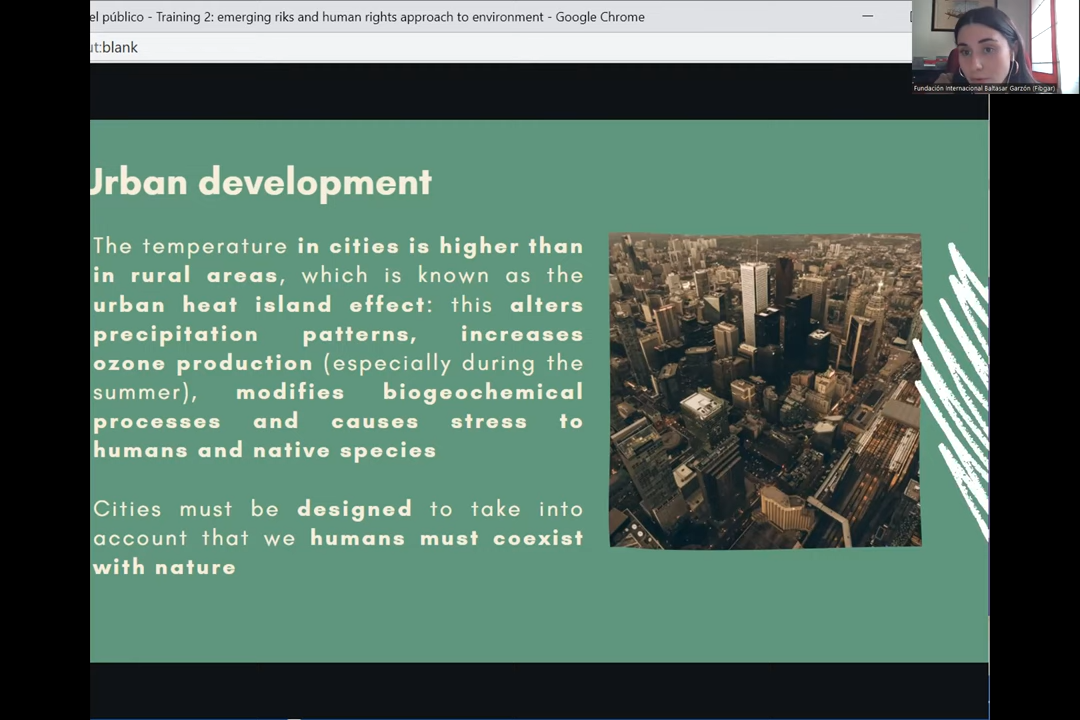 el público - Training 2: emerging riks and human rights approach to environment - Google Chrome
ut:blank
Fundación Internacional Baltasar Garzón (Fibgar)
Urban development
The temperature in cities is higher than
in rural areas, which is known as the
urban heat island effect: this alters
precipitation patterns, increases
ozone production (especially during the
summer), modifies biogeochemical
processes and causes stress to
humans and native species
Cities must be designed to take into
account that we humans must coexist
with nature